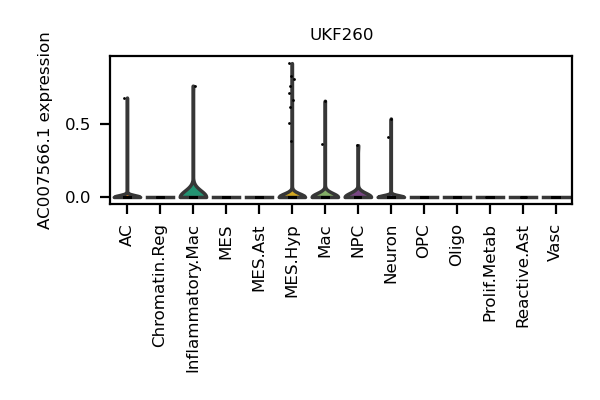 UKF260
AC007566.1 expression
0.5
0.0
AC
Chromatin.Reg
Inflammatory.Mac
MES
MES.Ast
MES.Hyp
Mac
NPC
Neuron
OPC
Oligo
Prolif.Metab
Reactive.Ast
Vasc